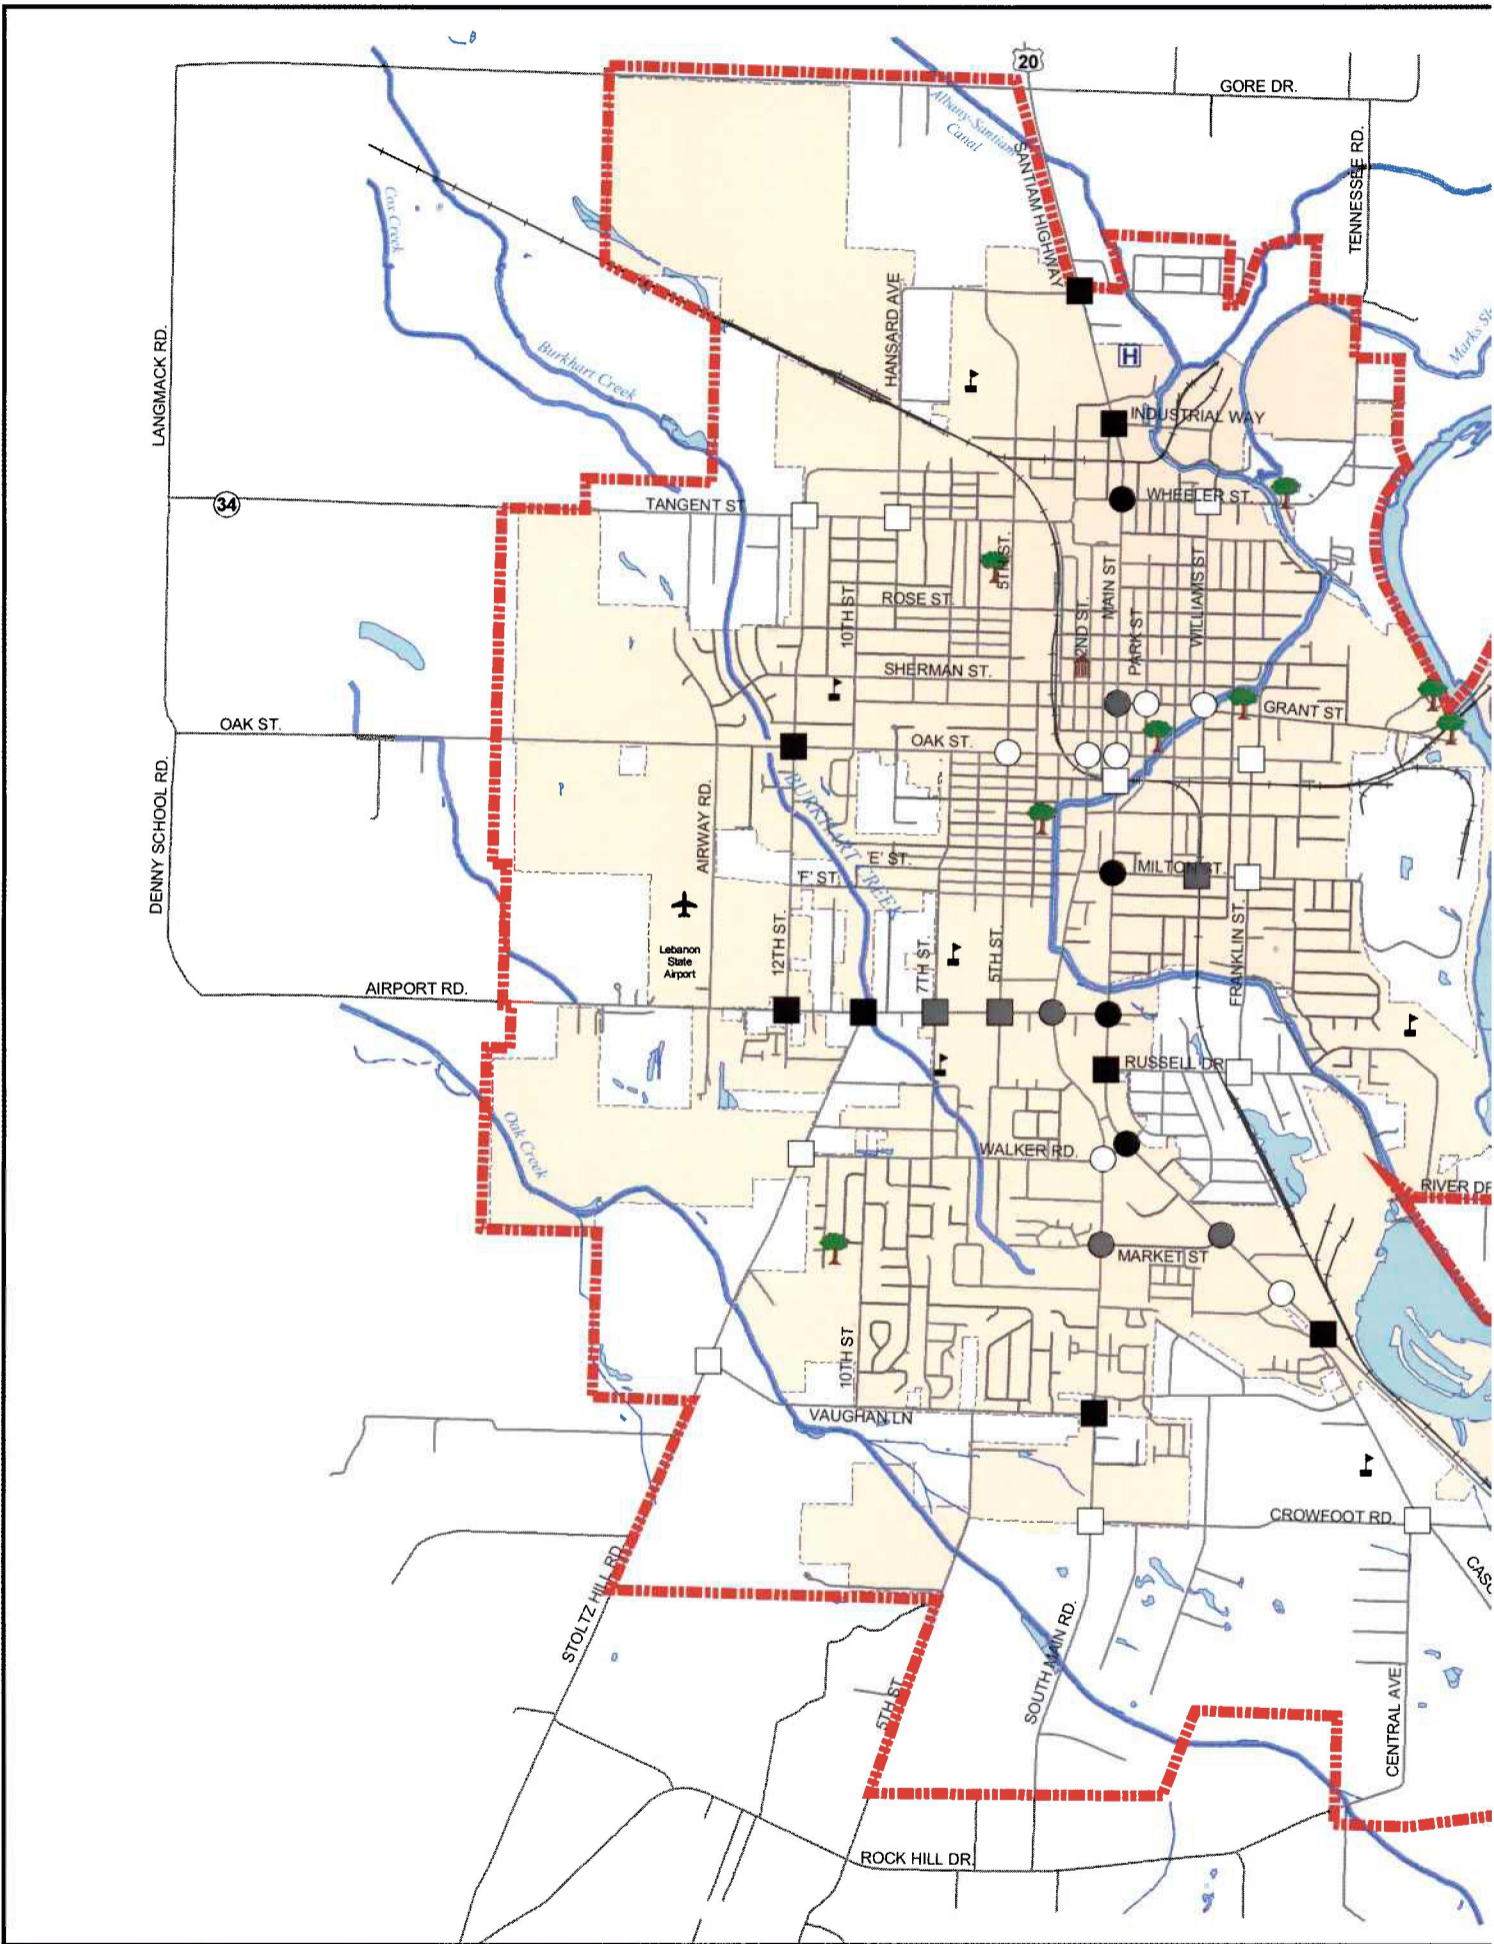 20
GORE DR.
Albany-Santiam
Canal
SANTIAM HIGHWAY
TENNESSEE RD.
Cox Creek
HANSARD AVE
LANGMACK RD.
Burkhart Creek
H
INDUSTRIAL WAY
34
TANGENT ST
WHEELER ST.
5TH ST.
ROSE ST.
10TH ST
2ND ST.
MAIN ST
PARK ST
WILLIAMS ST
SHERMAN ST.
GRANT ST.
OAK ST.
OAK ST.
DENNY SCHOOL RD.
AIRWAY RD.
BURKHART CREEK
'E' ST.
'F' ST.
MILTON ST.
Lebanon
State
Airport
12TH ST.
7TH ST.
5TH ST.
FRANKLIN ST.
AIRPORT RD.
RUSSELL DR
Oak Creek
WALKER RD.
RIVER DR
MARKET ST
10TH ST
VAUGHAN LN
CROWFOOT RD.
STOLTZ HILL RD.
SOUTH MAIN RD.
5TH ST
CENTRAL AVE.
ROCK HILL DR.